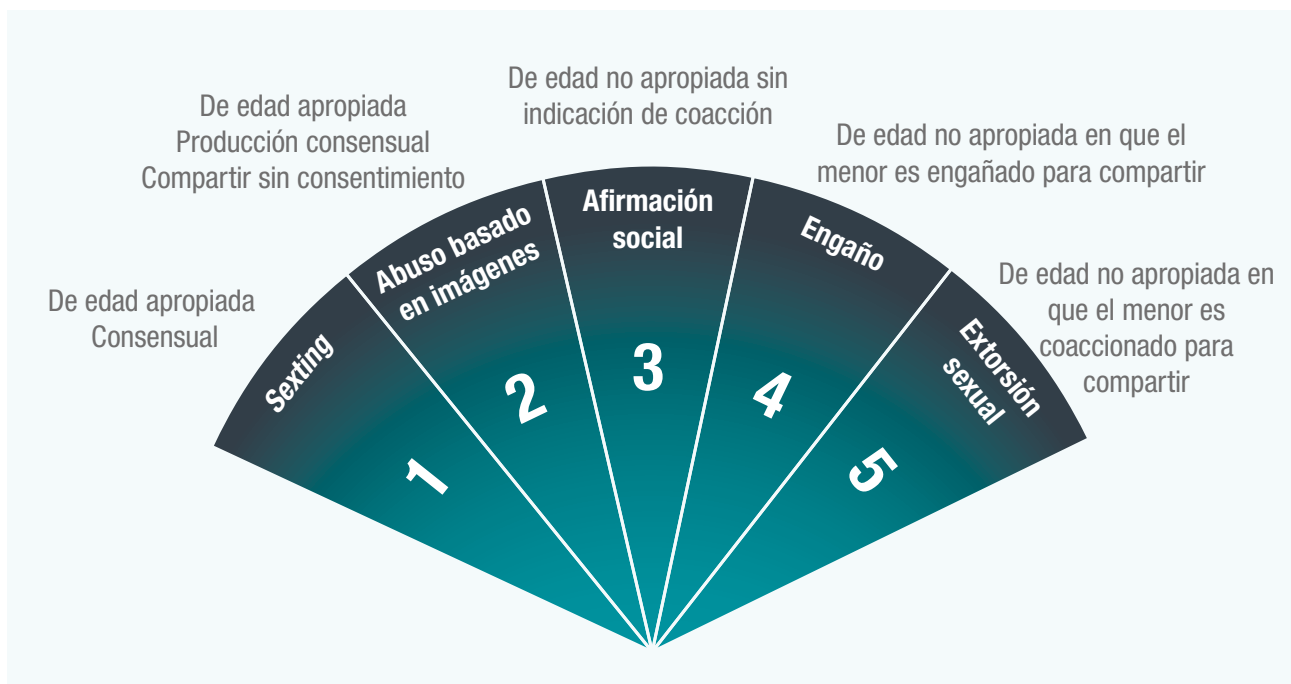 De edad apropiada
Consensual
Sexting
1
De edad apropiada
Producción consensual
Compartir sin consentimiento
Abuso basado
en imágenes
2
De edad no apropiada sin
indicación de coacción
Afirmación
social
3
De edad no apropiada en que el
menor es engañado para compartir
Engaño
4
De edad no apropiada en
que el menor es
coaccionado para
compartir
Extorsión
sexual
5